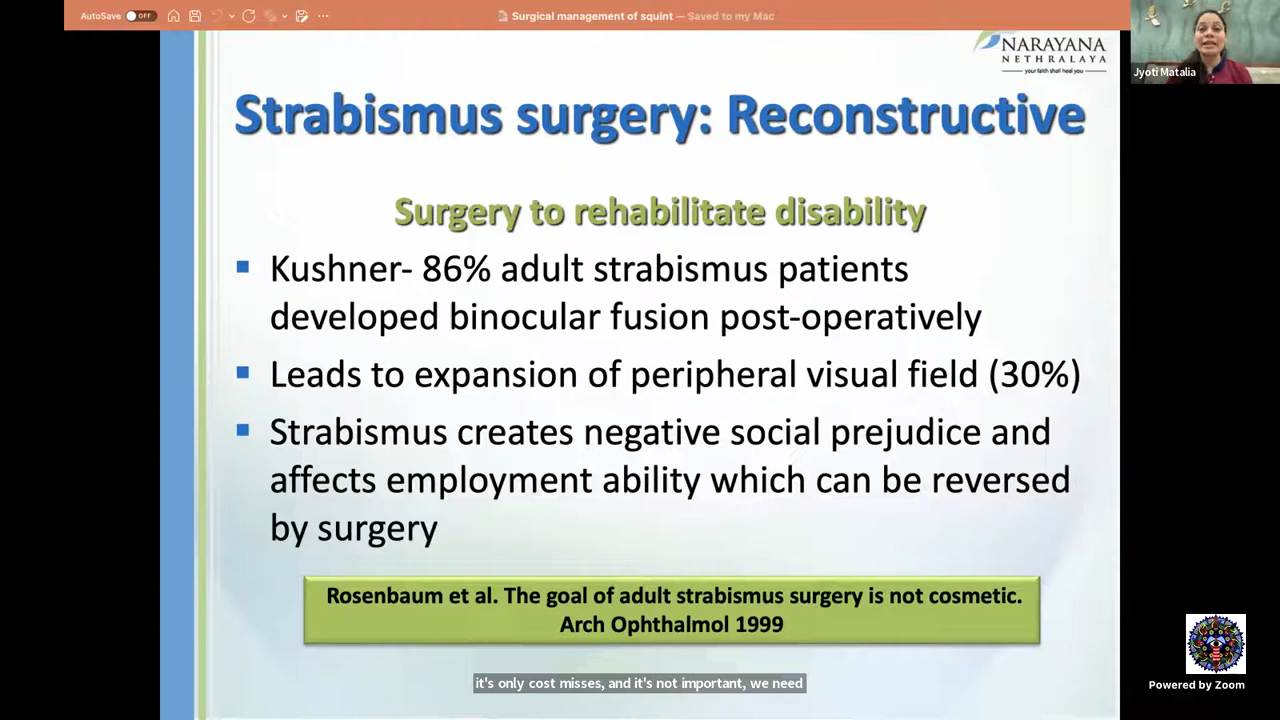 AutoSave OFF
Surgical management of squint — Saved to my Mac
Jyoti Matalia
NARAYANA
NETHRALAYA
your faith shall heal you
Strabismus surgery: Reconstructive
Surgery to rehabilitate disability
Kushner- 86% adult strabismus patients
developed binocular fusion post-operatively
Leads to expansion of peripheral visual field (30%)
Strabismus creates negative social prejudice and
affects employment ability which can be reversed
by surgery
Rosenbaum et al. The goal of adult strabismus surgery is not cosmetic.
Arch Ophthalmol 1999
it's only cost misses, and it's not important, we need
Powered by Zoom